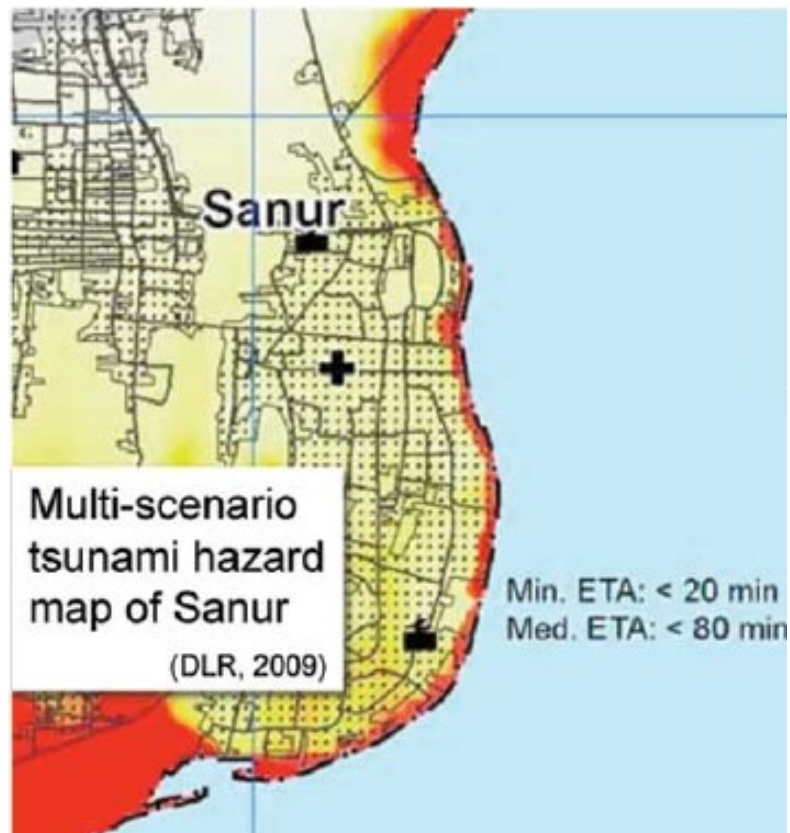 Sanur
Multi-scenario
tsunami hazard
map of Sanur
(DLR, 2009)
Min. ETA: < 20 min
Med. ETA: < 80 min